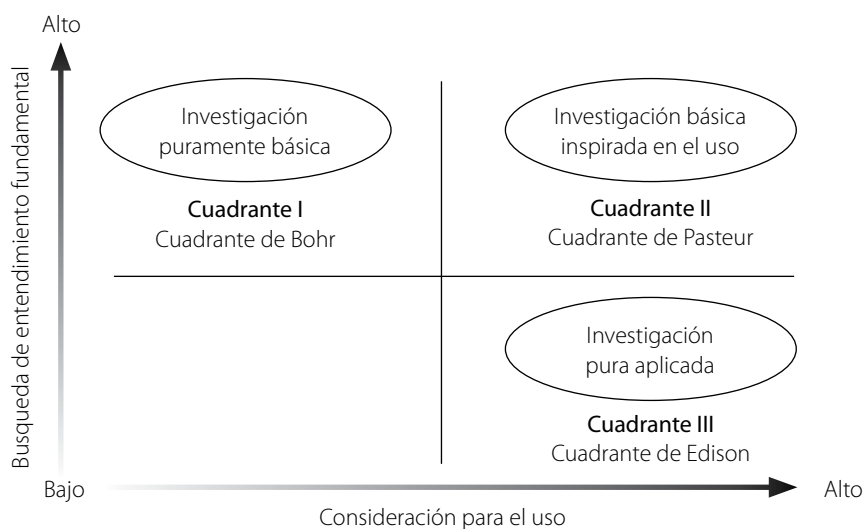 Alto
Busqueda de entendimiento fundamental
Investigación
puramente básica
Cuadrante I
Cuadrante de Bohr
Investigación básica
inspirada en el uso
Cuadrante II
Cuadrante de Pasteur
Investigación
pura aplicada
Cuadrante III
Cuadrante de Edison
Bajo
Alto
Consideración para el uso